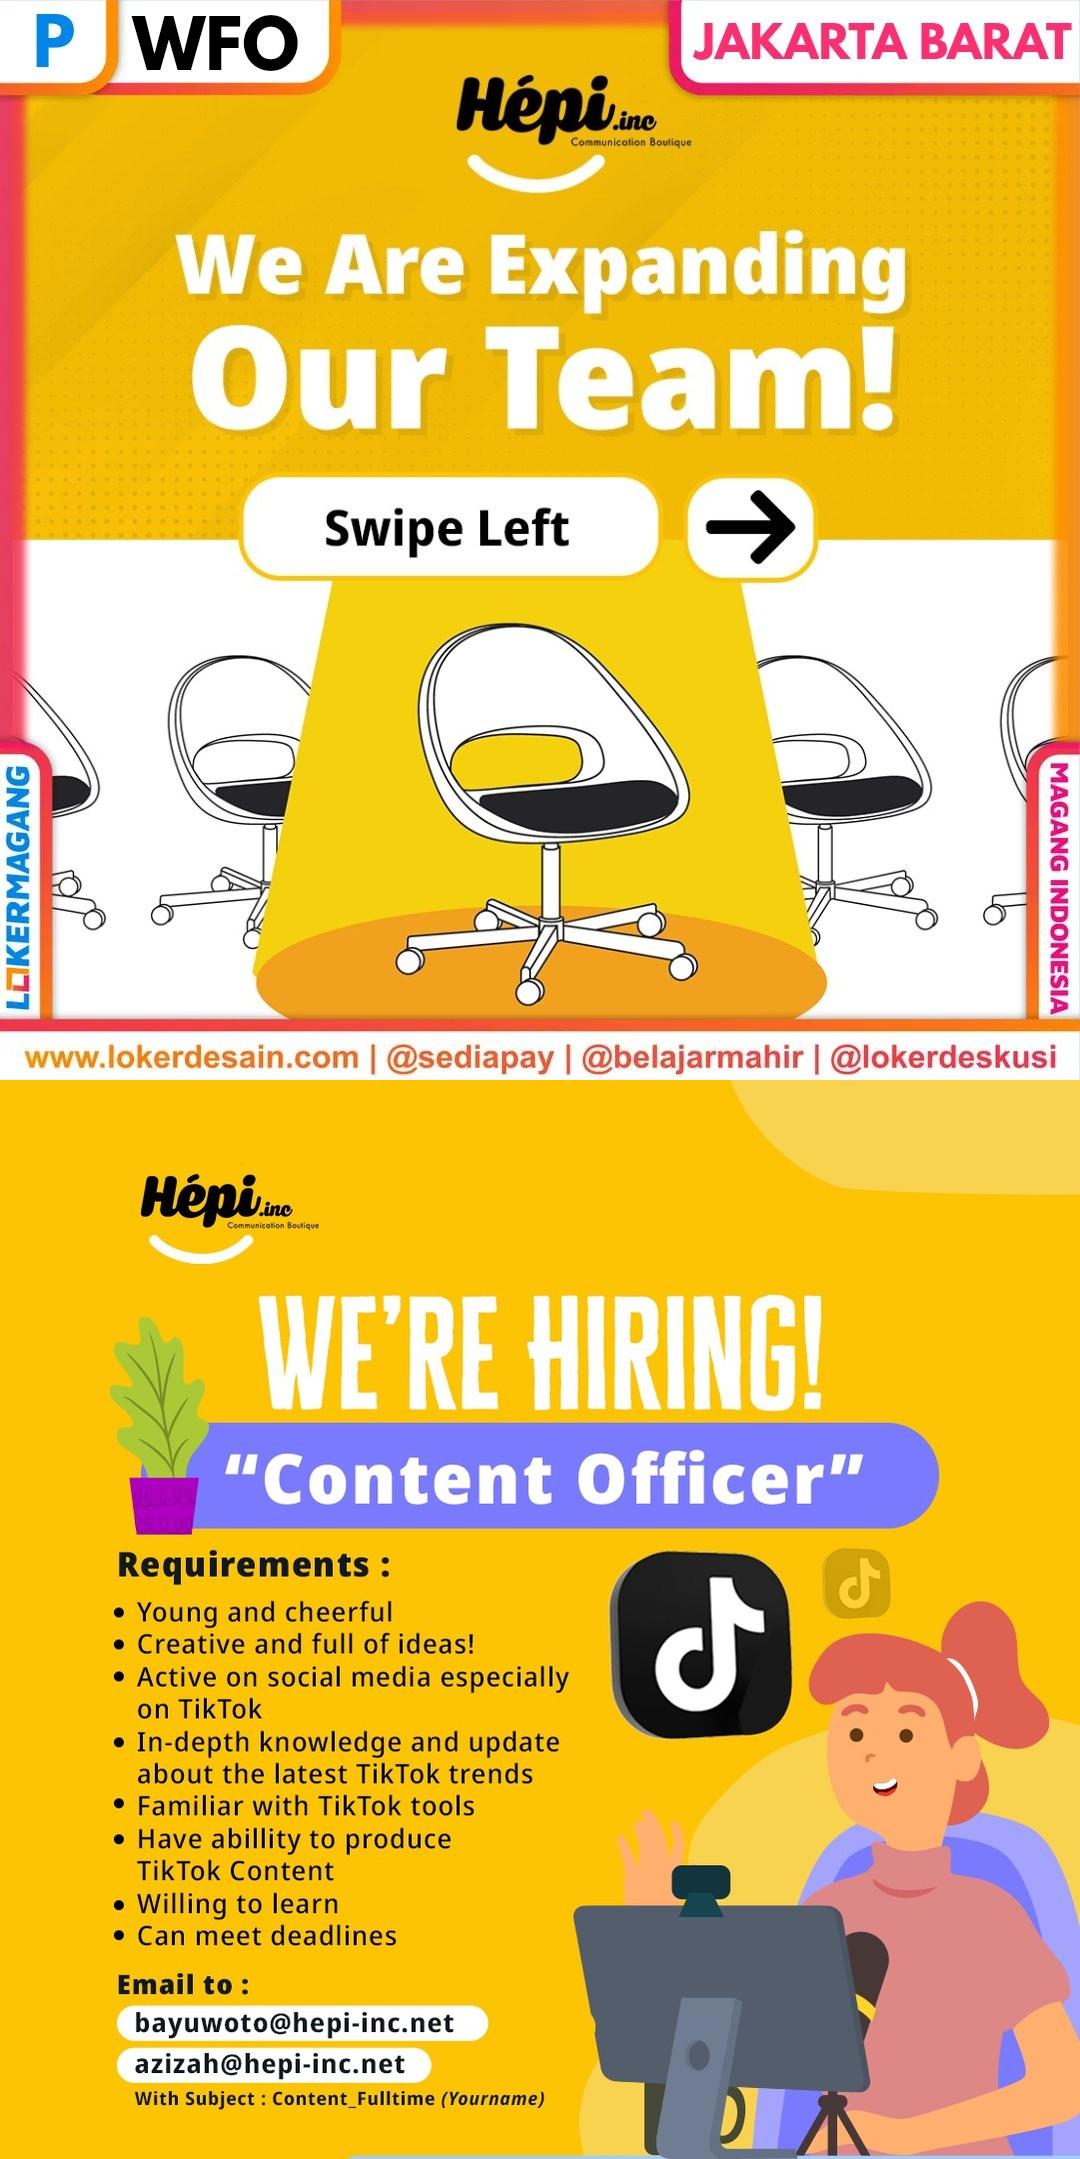 P
WFO
JAKARTA BARAT
Hépi.inc
Communication Boutique
We Are Expanding
Our Team!
Swipe Left
LOKERMAGANG
MAGANG INDONESIA
www.lokerdesain.com | @sediapay | @belajarmahir | @lokerdeskusi
Hépi.inc
Communication Boutique
WE'RE HIRING!
“Content Officer”
Requirements :
• Young and cheerful
• Creative and full of ideas!
• Active on social media especially
on TikTok
• In-depth knowledge and update
about the latest TikTok trends
• Familiar with TikTok tools
• Have abillity to produce
TikTok Content
• Willing to learn
• Can meet deadlines
Email to :
bayuwoto@hepi-inc.net
azizah@hepi-inc.net
With Subject : Content_Fulltime (Yourname)